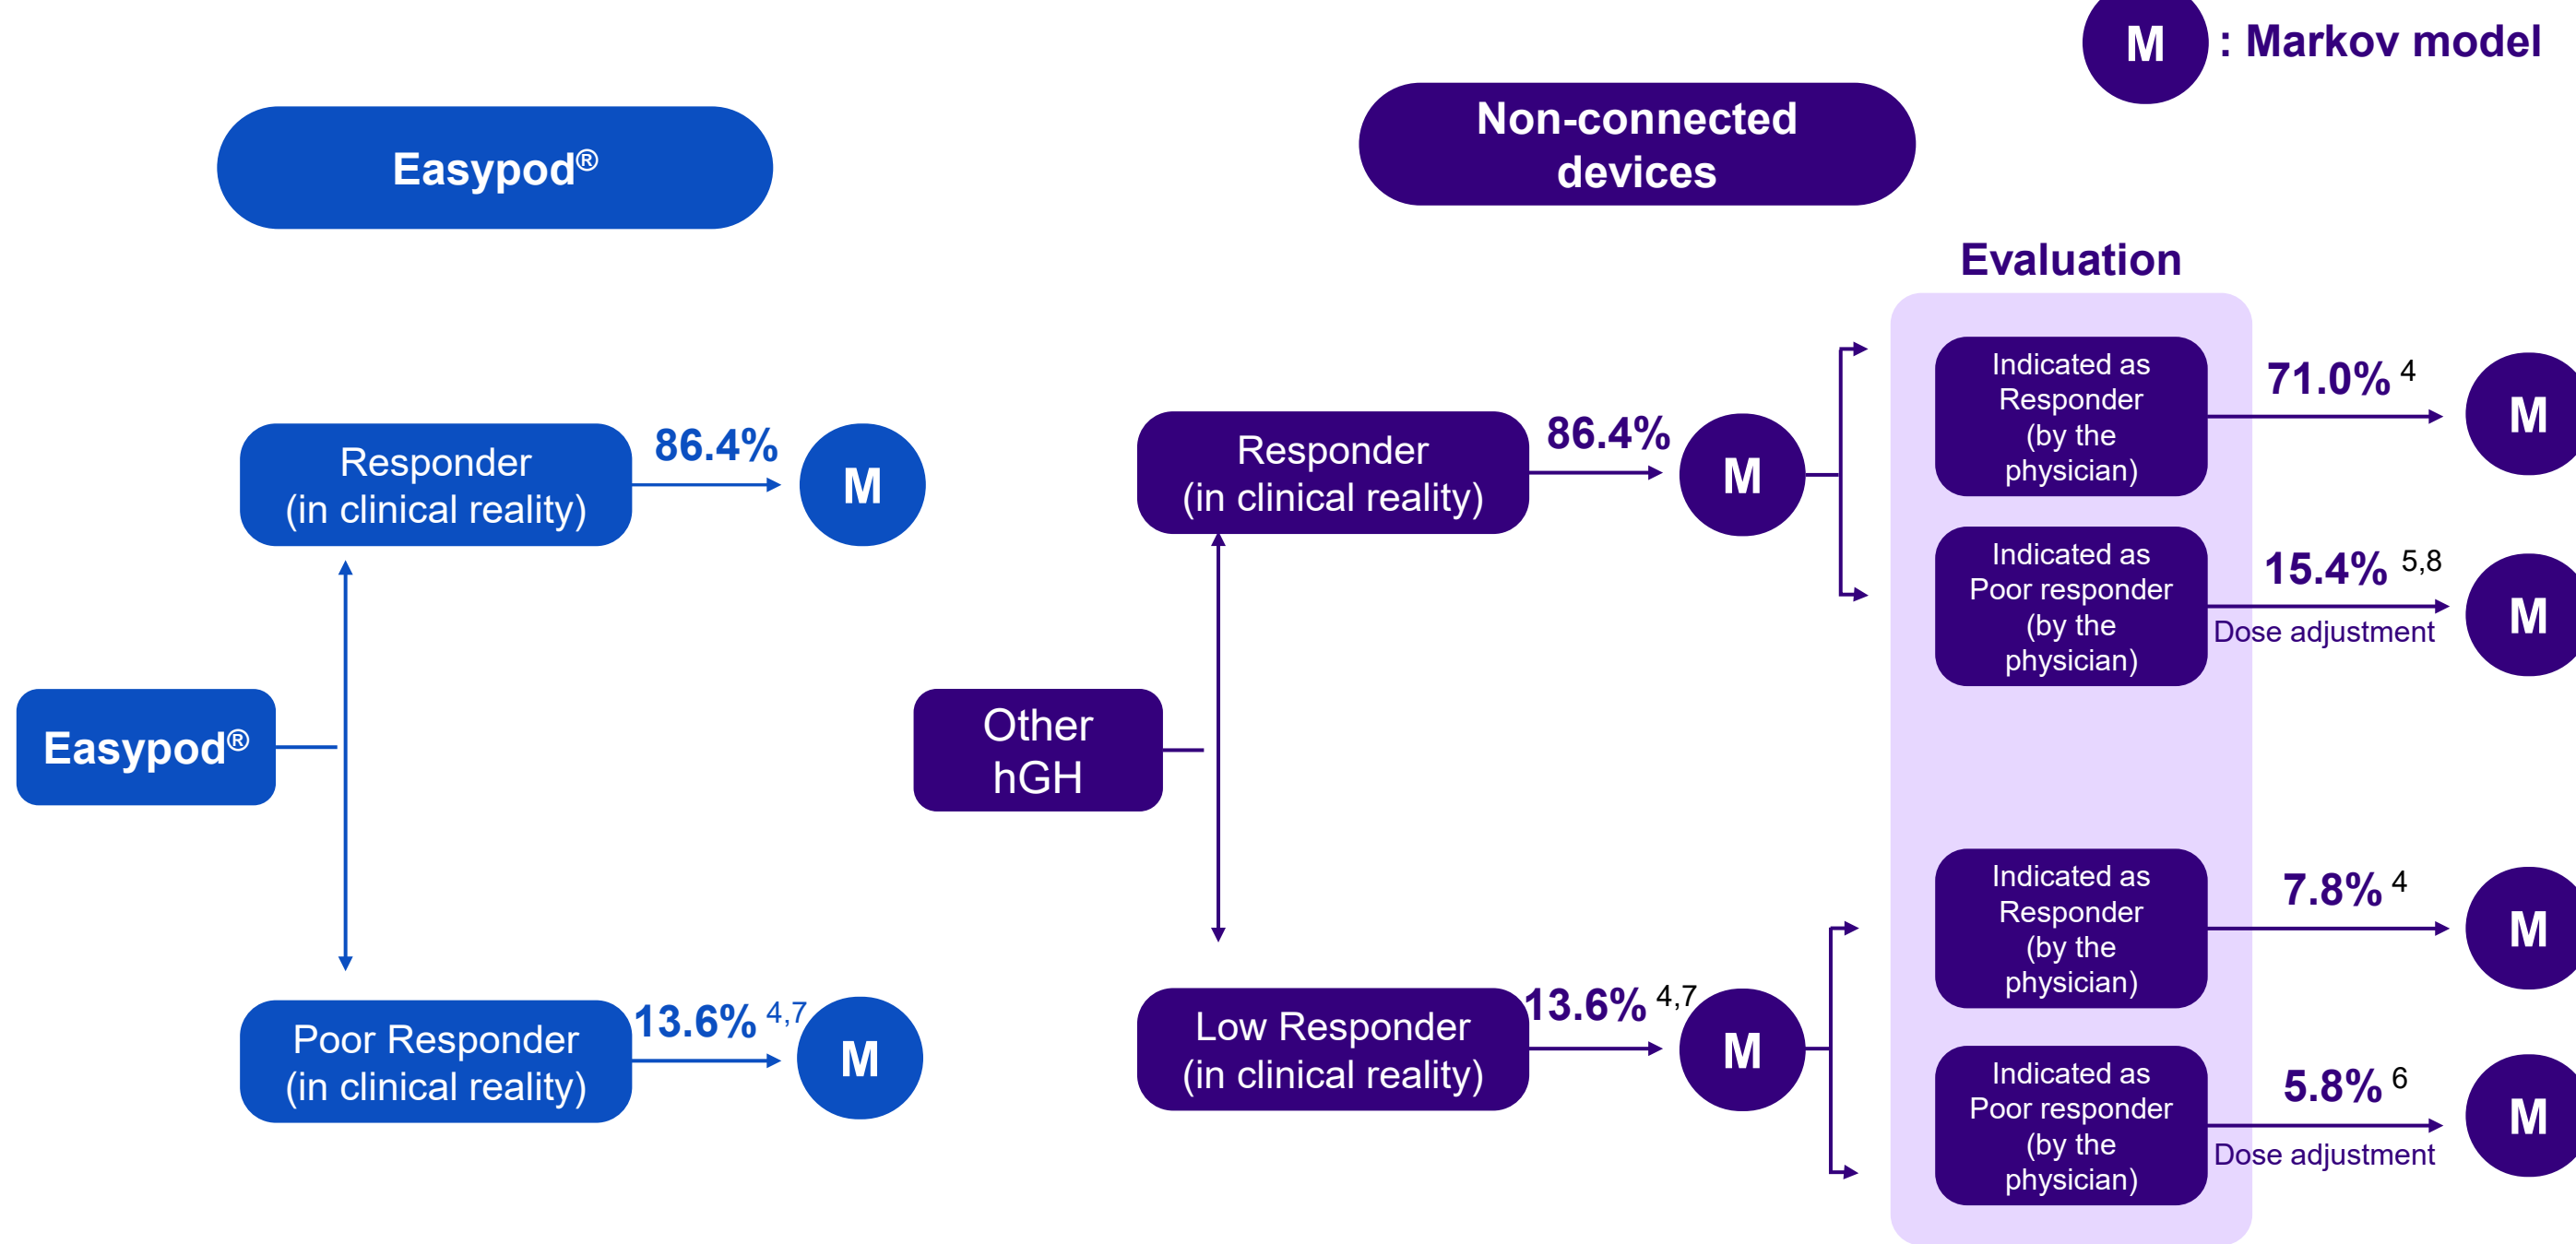 M : Markov model
Easypod®
Non-connected
devices
Evaluation
Responder
(in clinical reality)
86.4%
M
Easypod®
Poor Responder
(in clinical reality)
13.6% 4,7
M
Other
hGH
Responder
(in clinical reality)
86.4%
M
Low Responder
(in clinical reality)
13.6% 4,7
M
Indicated as
Responder
(by the
physician)
71.0% 4
M
Indicated as
Poor responder
(by the
physician)
15.4% 5,8
Dose adjustment
M
Indicated as
Responder
(by the
physician)
7.8% 4
M
Indicated as
Poor responder
(by the
physician)
5.8% 6
Dose adjustment
M